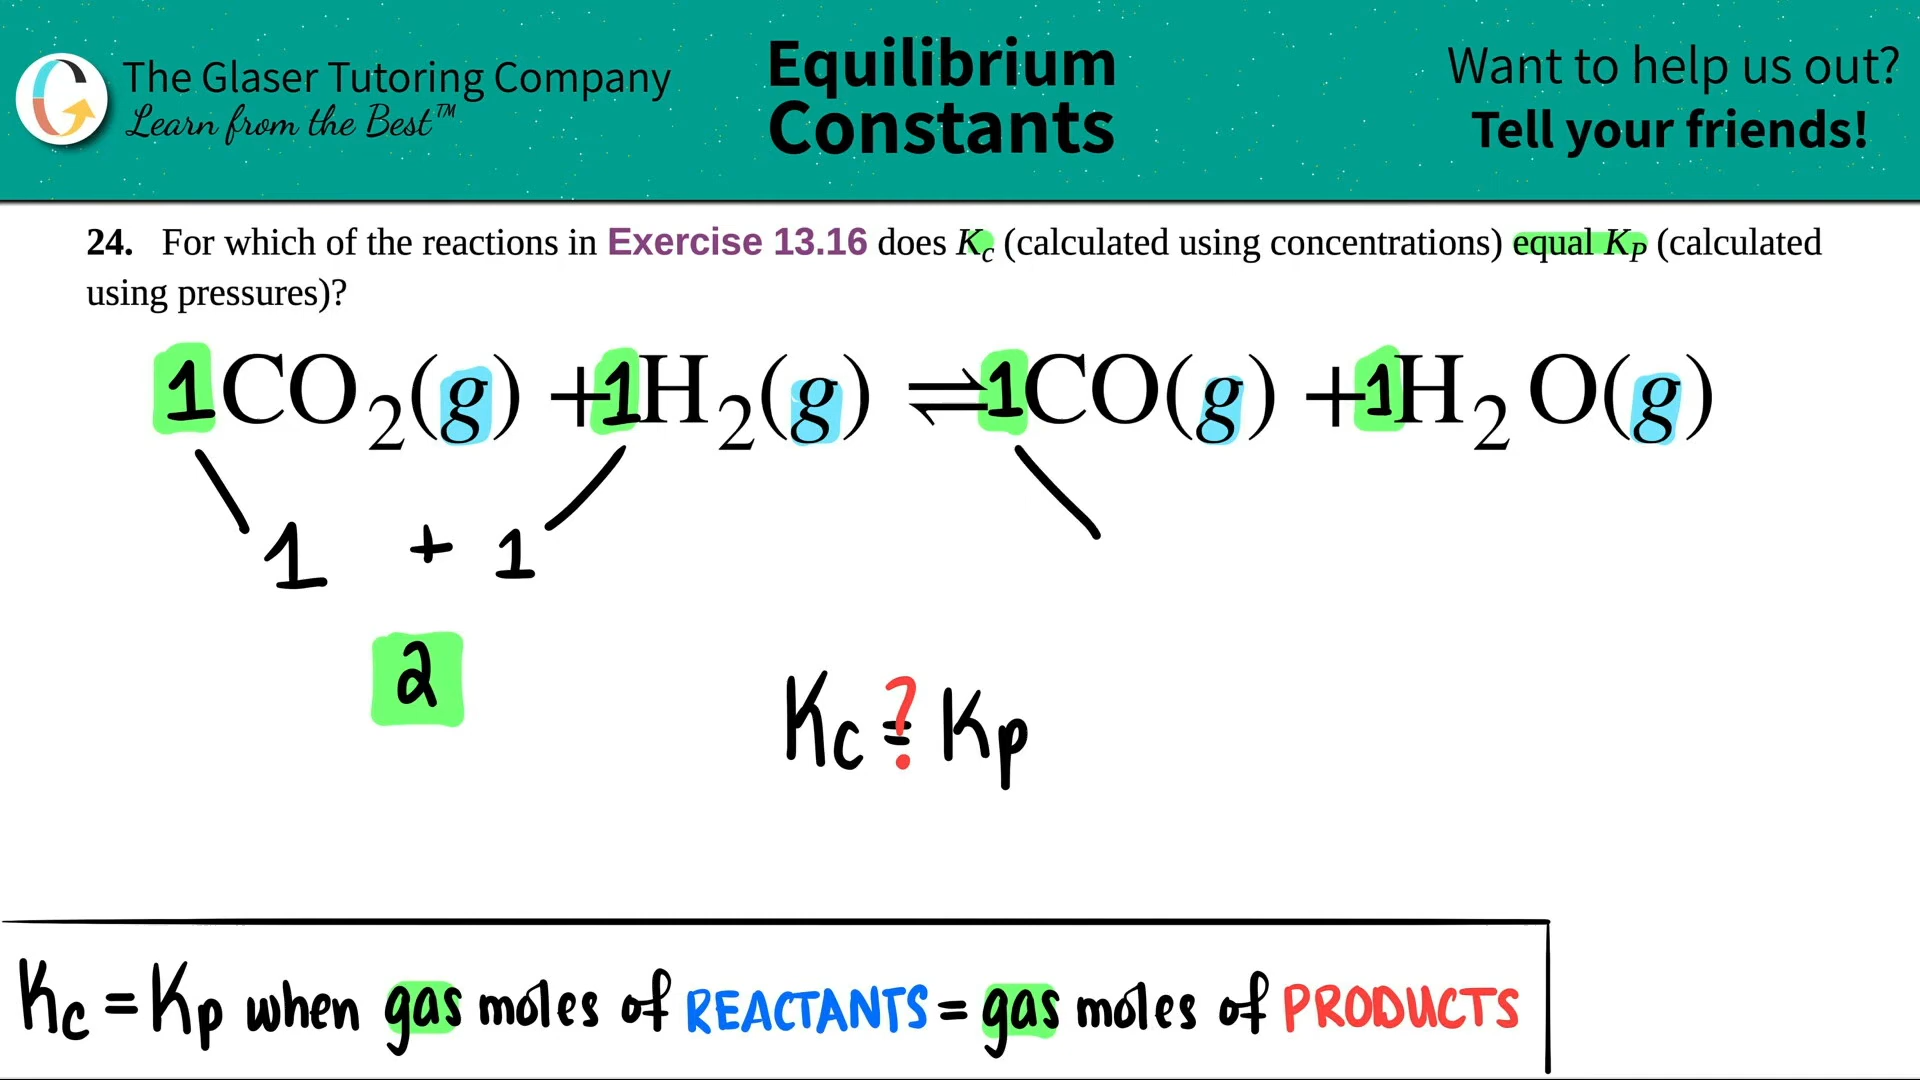 The Glaser Tutoring Company
Learn from the Best™
Equilibrium
Constants
Want to help us out?
Tell your friends!
24. For which of the reactions in Exercise 13.16 does Kc (calculated using concentrations) equal KP (calculated
using pressures)?
1CO2(g) + 1H2(g) ⇌ 1CO(g) + 1H2 O(g)
1 + 1
2
Kc =? Kp
Kc = Kp when gas moles of REACTANTS = gas moles of PRODUCTS